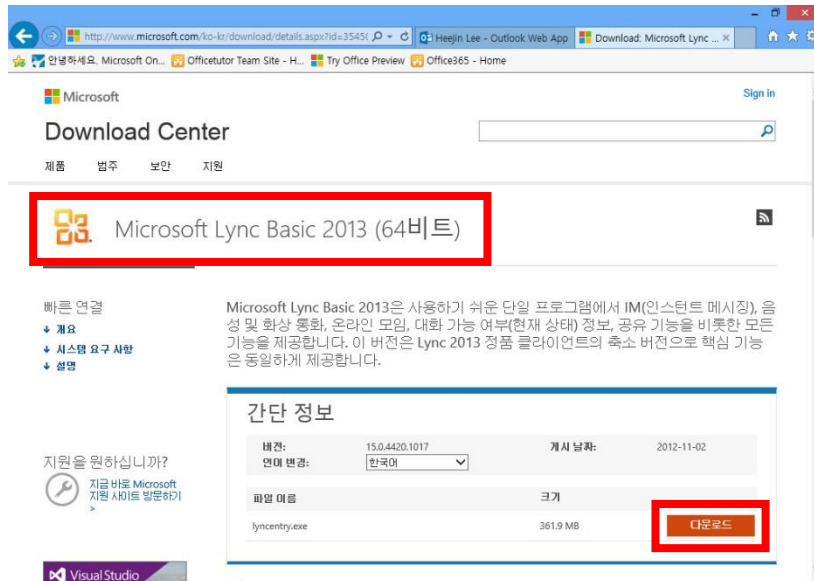 http://www.microsoft.com/ko-kr/download/details.aspx?id=3545
Heejin Lee - Outlook Web App
Download: Microsoft Lync ...
안녕하세요. Microsoft On...
Officetutor Team Site - H...
Try Office Preview
Office365 - Home
Microsoft
Sign in
Download Center
제품 범주 보안 지원
Microsoft Lync Basic 2013 (64비트)
빠른 연결
개요
시스템 요구 사항
설명
Microsoft Lync Basic 2013은 사용하기 쉬운 단일 프로그램에서 IM(인스턴트 메시징), 음
성 및 화상 통화, 온라인 모임, 대화 가능 여부(현재 상태) 정보, 공유 기능을 비롯한 모든
기능을 제공합니다. 이 버전은 Lync 2013 정품 클라이언트의 축소 버전으로 핵심 기능
은 동일하게 제공합니다.
간단 정보
버전: 15.0.4420.1017 게시 날짜: 2012-11-02
언어 변경: 한국어
파일 이름 크기
lyncentry.exe 361.9 MB 다운로드
지원을 원하십니까?
지금 바로 Microsoft
지원 사이트 방문하기
>
Visual Studio